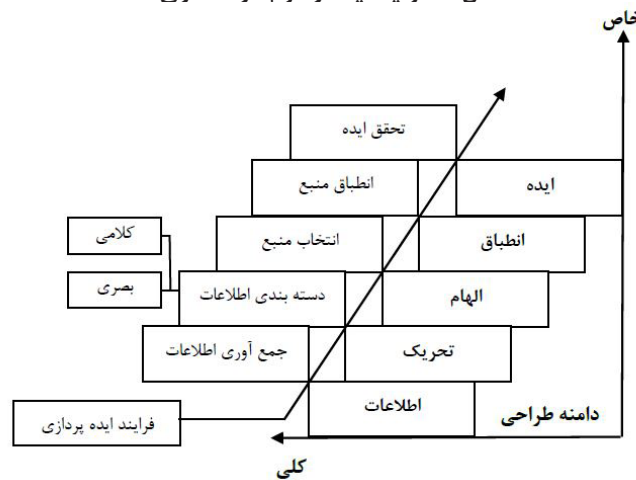 خاص
تحقق ایده
انطباق منبع
ایده
انتخاب منبع
انطباق
کلامی
بصری
دسته بندی اطلاعات
الهام
جمع آوری اطلاعات
تحریک
اطلاعات
دامنه طراحی
فرایند ایده پردازی
کلی